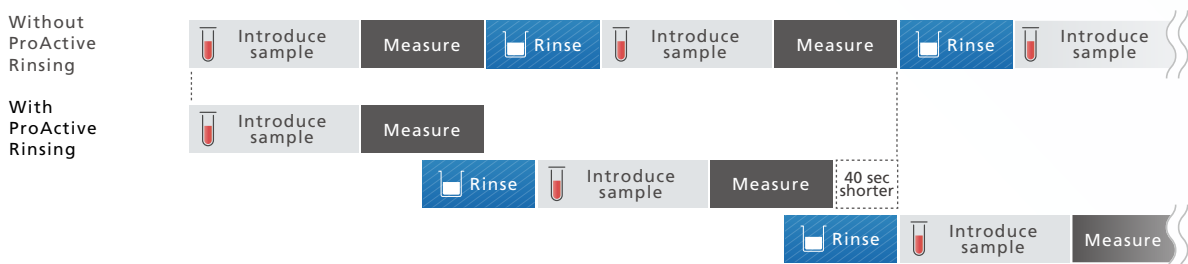 Without
ProActive
Rinsing
Introduce
sample
Measure
Rinse
Introduce
sample
Measure
Rinse
Introduce
sample
With
ProActive
Rinsing
Introduce
sample
Measure
Rinse
Introduce
sample
Measure
40 sec
shorter
Rinse
Introduce
sample
Measure